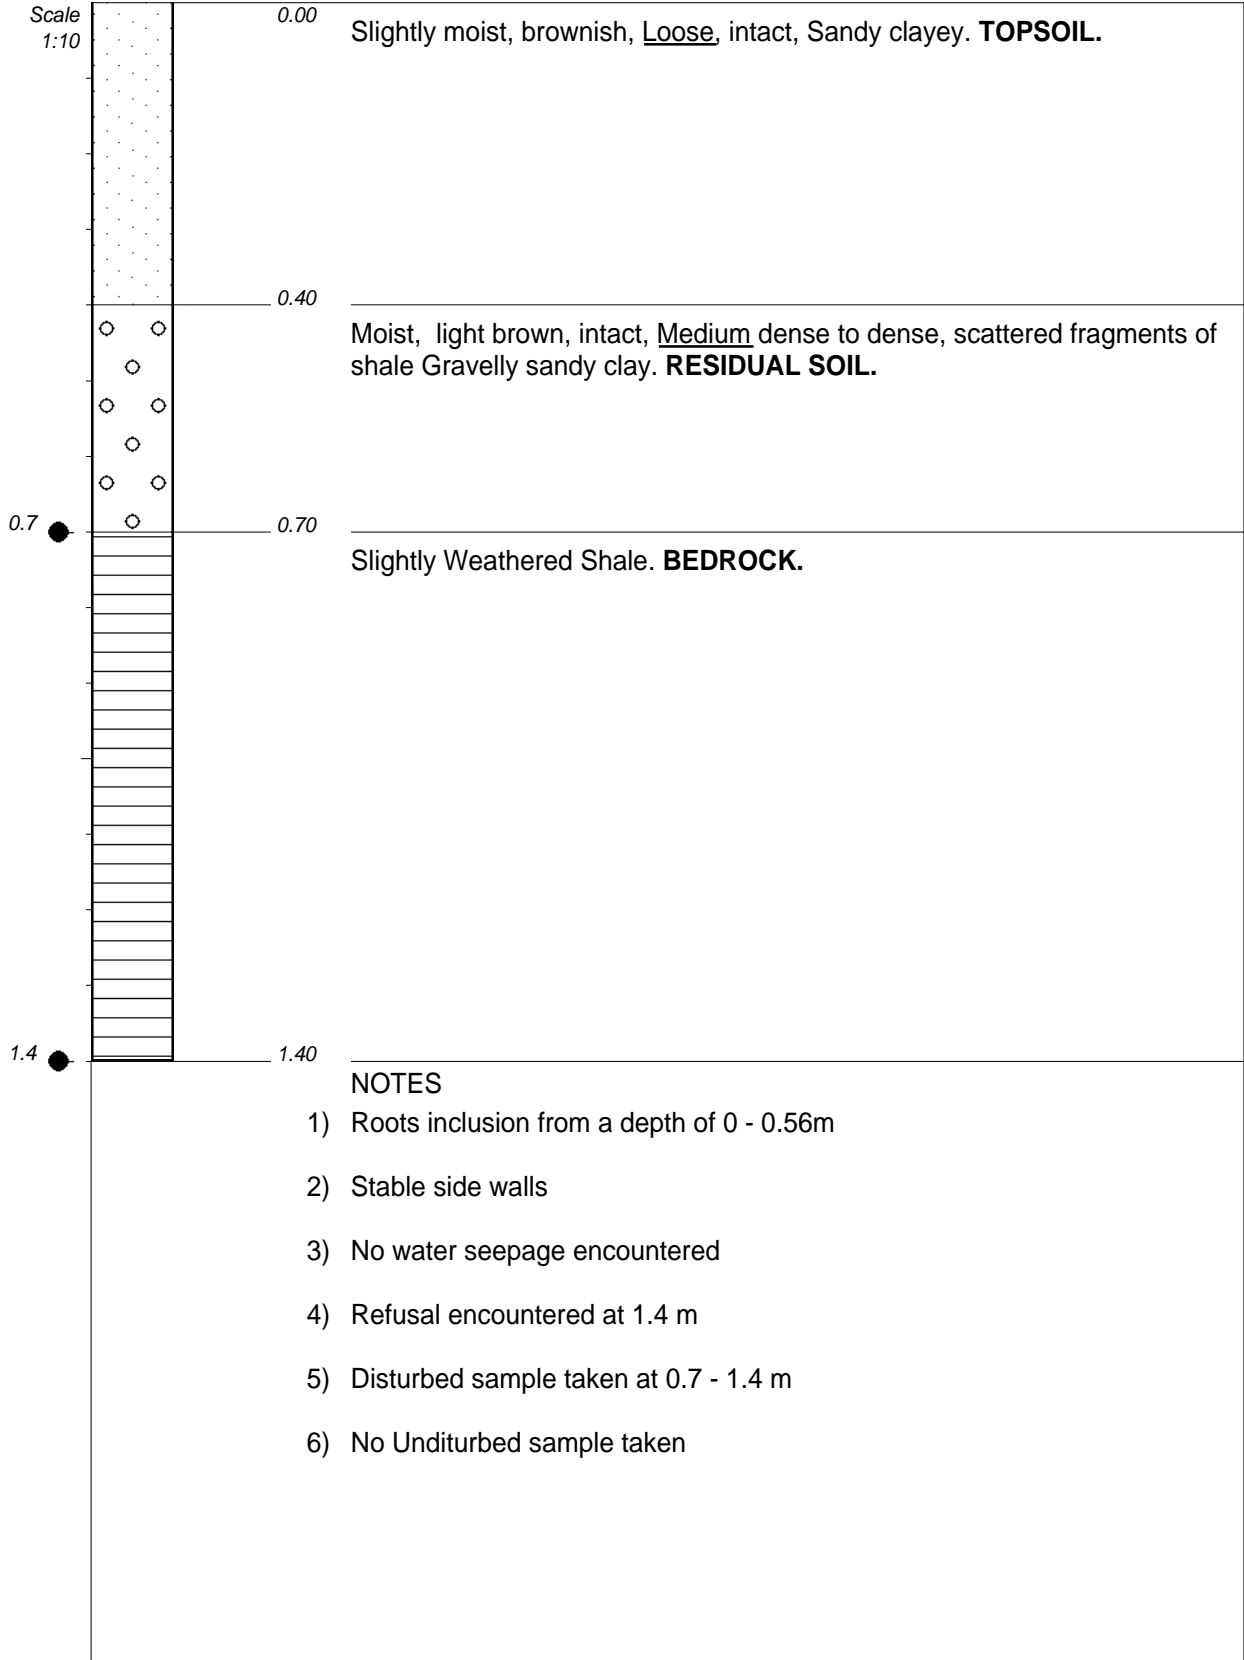 Scale
1:10
0.00
Slightly moist, brownish, Loose, intact, Sandy clayey. TOPSOIL.
0.40
Moist, light brown, intact, Medium dense to dense, scattered fragments of
shale Gravelly sandy clay. RESIDUAL SOIL.
0.7
0.70
Slightly Weathered Shale. BEDROCK.
1.4
1.40
NOTES
1) Roots inclusion from a depth of 0 - 0.56m
2) Stable side walls
3) No water seepage encountered
4) Refusal encountered at 1.4 m
5) Disturbed sample taken at 0.7 - 1.4 m
6) No Unditurbed sample taken